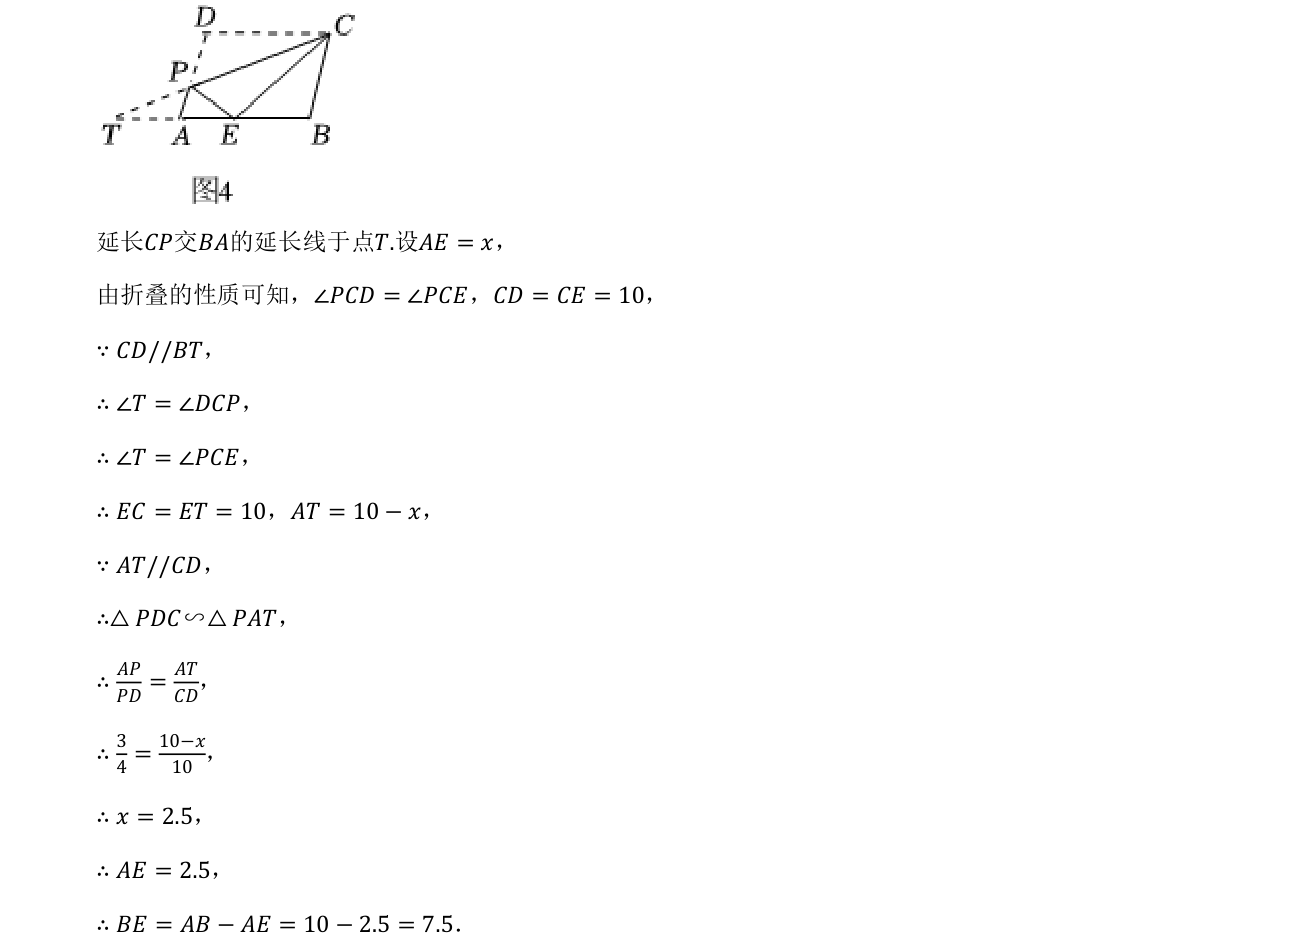 D
C
P
T A E B
图4
延长CP交BA的延长线于点T.设AE = x，
由折叠的性质可知，∠PCD = ∠PCE，CD = CE = 10，
∵ CD//BT，
∴ ∠T = ∠DCP，
∴ ∠T = ∠PCE，
∴ EC = ET = 10，AT = 10 − x，
∵ AT//CD，
∴△ PDC∽△ PAT，
∴ AP/PD = AT/CD，
∴ 3/4 = 10−x/10，
∴ x = 2.5，
∴ AE = 2.5，
∴ BE = AB − AE = 10 − 2.5 = 7.5.